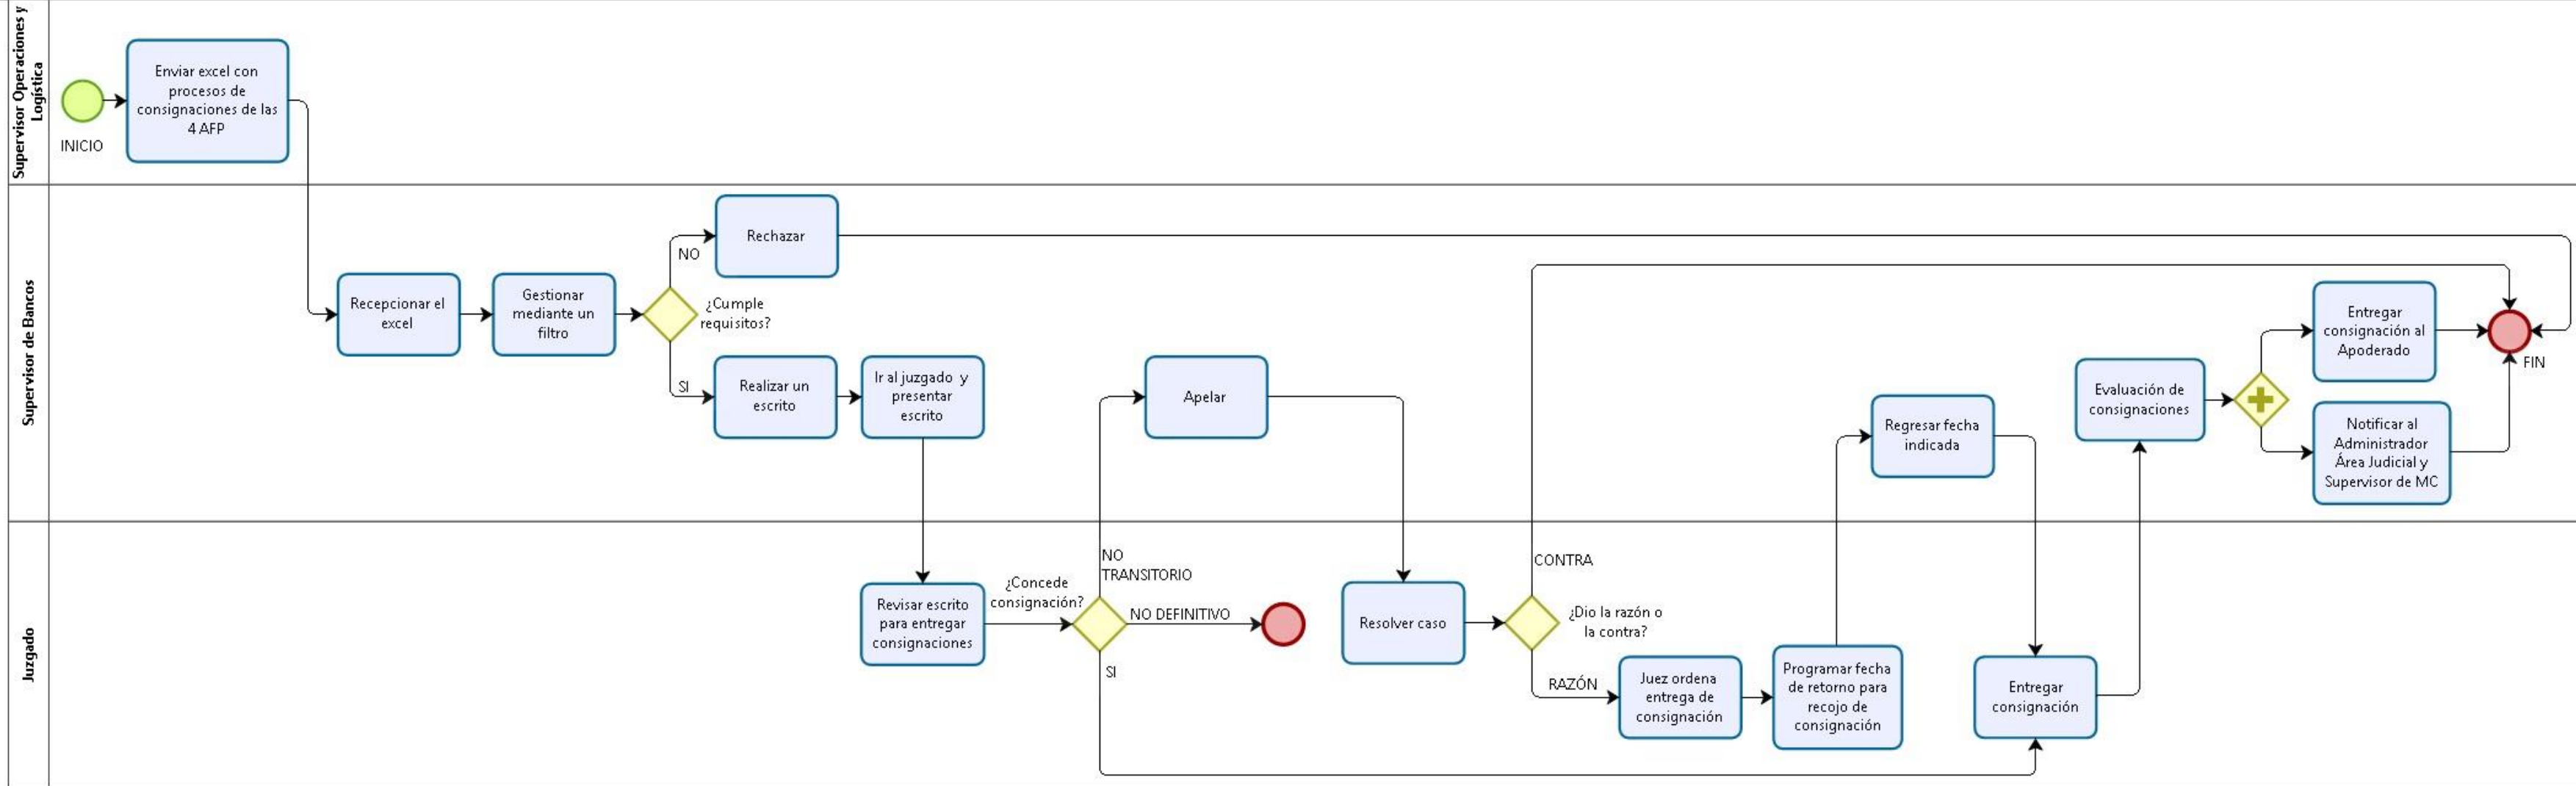 Supervisor Operaciones y
Logística
INICIO
Enviar excel con
procesos de
consignaciones de las
4 AFP
Supervisor de Bancos
Recepcionar el
excel
Gestionar
mediante un
filtro
¿Cumple
requisitos?
NO
Rechazar
SI
Realizar un
escrito
Ir al juzgado y
presentar
escrito
Apelar
Regresar fecha
indicada
Evaluación de
consignaciones
Entregar
consignación al
Apoderado
Notificar al
Administrador
Área Judicial y
Supervisor de MC
FIN
Juzgado
Revisar escrito
para entregar
consignaciones
¿Concede
consignación?
NO
TRANSITORIO
NO DEFINITIVO
SI
Resolver caso
CONTRA
¿Dio la razón o
la contra?
RAZÓN
Juez ordena
entrega de
consignación
Programar fecha
de retorno para
recojo de
consignación
Entregar
consignación